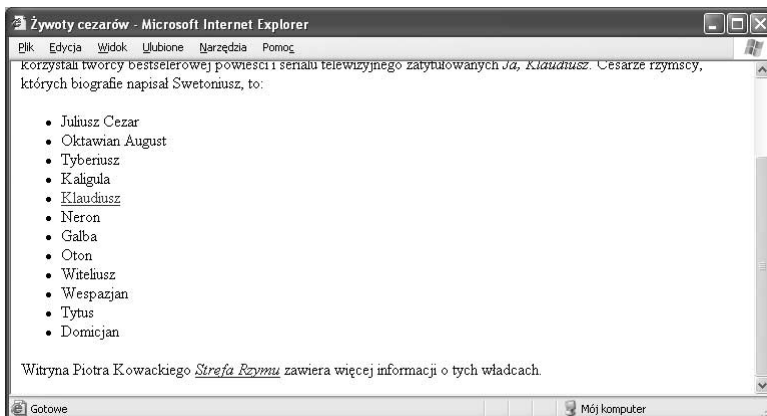 Żywoty cezarów - Microsoft Internet Explorer
Plik Edycja Widok Ulubione Narzędzia Pomoc
korzystali twórcy bestselerowej powieści i serialu telewizyjnego zatytułowanych Ja, Klaudiusz. Cesarze rzymscy,
których biografie napisał Swetoniusz, to:
• Juliusz Cezar
• Oktawian August
• Tyberiusz
• Kaligula
• Klaudiusz
• Neron
• Galba
• Oton
• Witeliusz
• Wespazjan
• Tytus
• Domicjan
Witryna Piotra Kowackiego Strefa Rzymu zawiera więcej informacji o tych władcach.
Gotowe Mój komputer